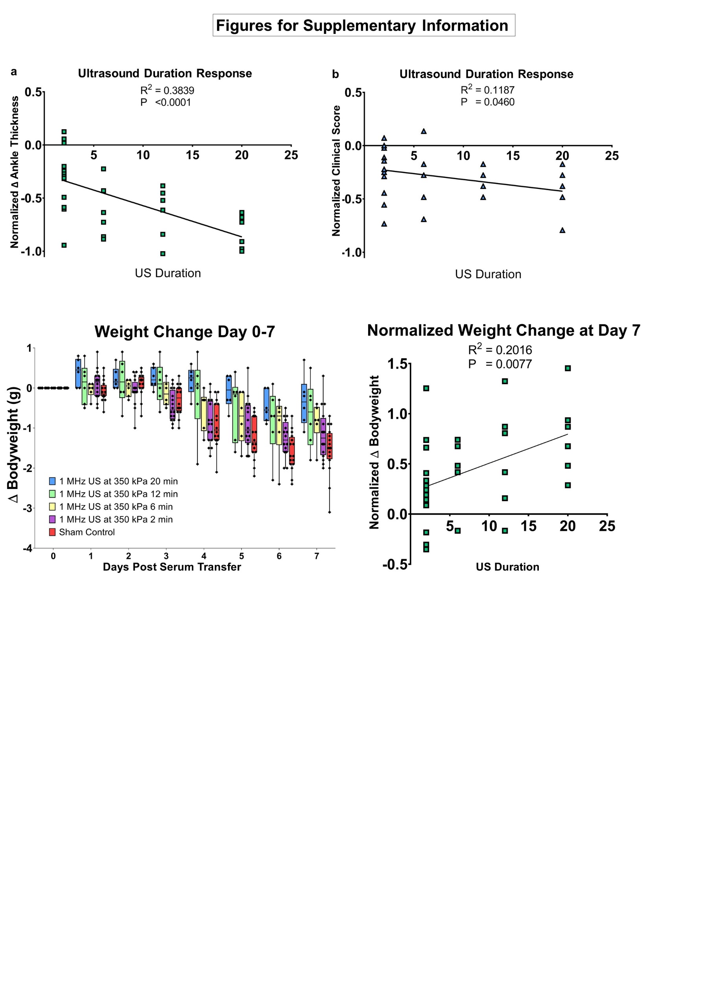 Figures for Supplementary Information
a
Ultrasound Duration Response
R2 = 0.3839
P <0.0001
Normalized Δ Ankle Thickness
0.5
0.0
-0.5
-1.0
5 10 15 20 25
US Duration
b
Ultrasound Duration Response
R2 = 0.1187
P = 0.0460
Normalized Clinical Score
0.5
0.0
-0.5
-1.0
5 10 15 20 25
US Duration
Weight Change Day 0-7
Δ Bodyweight (g)
1
0
-1
-2
-3
-4
1 MHz US at 350 kPa 20 min
1 MHz US at 350 kPa 12 min
1 MHz US at 350 kPa 6 min
1 MHz US at 350 kPa 2 min
Sham Control
0 1 2 3 4 5 6 7
Days Post Serum Transfer
Normalized Weight Change at Day 7
R2 = 0.2016
P = 0.0077
Normalized Δ Bodyweight
1.5
1.0
0.5
0.0
-0.5
5 10 15 20 25
US Duration